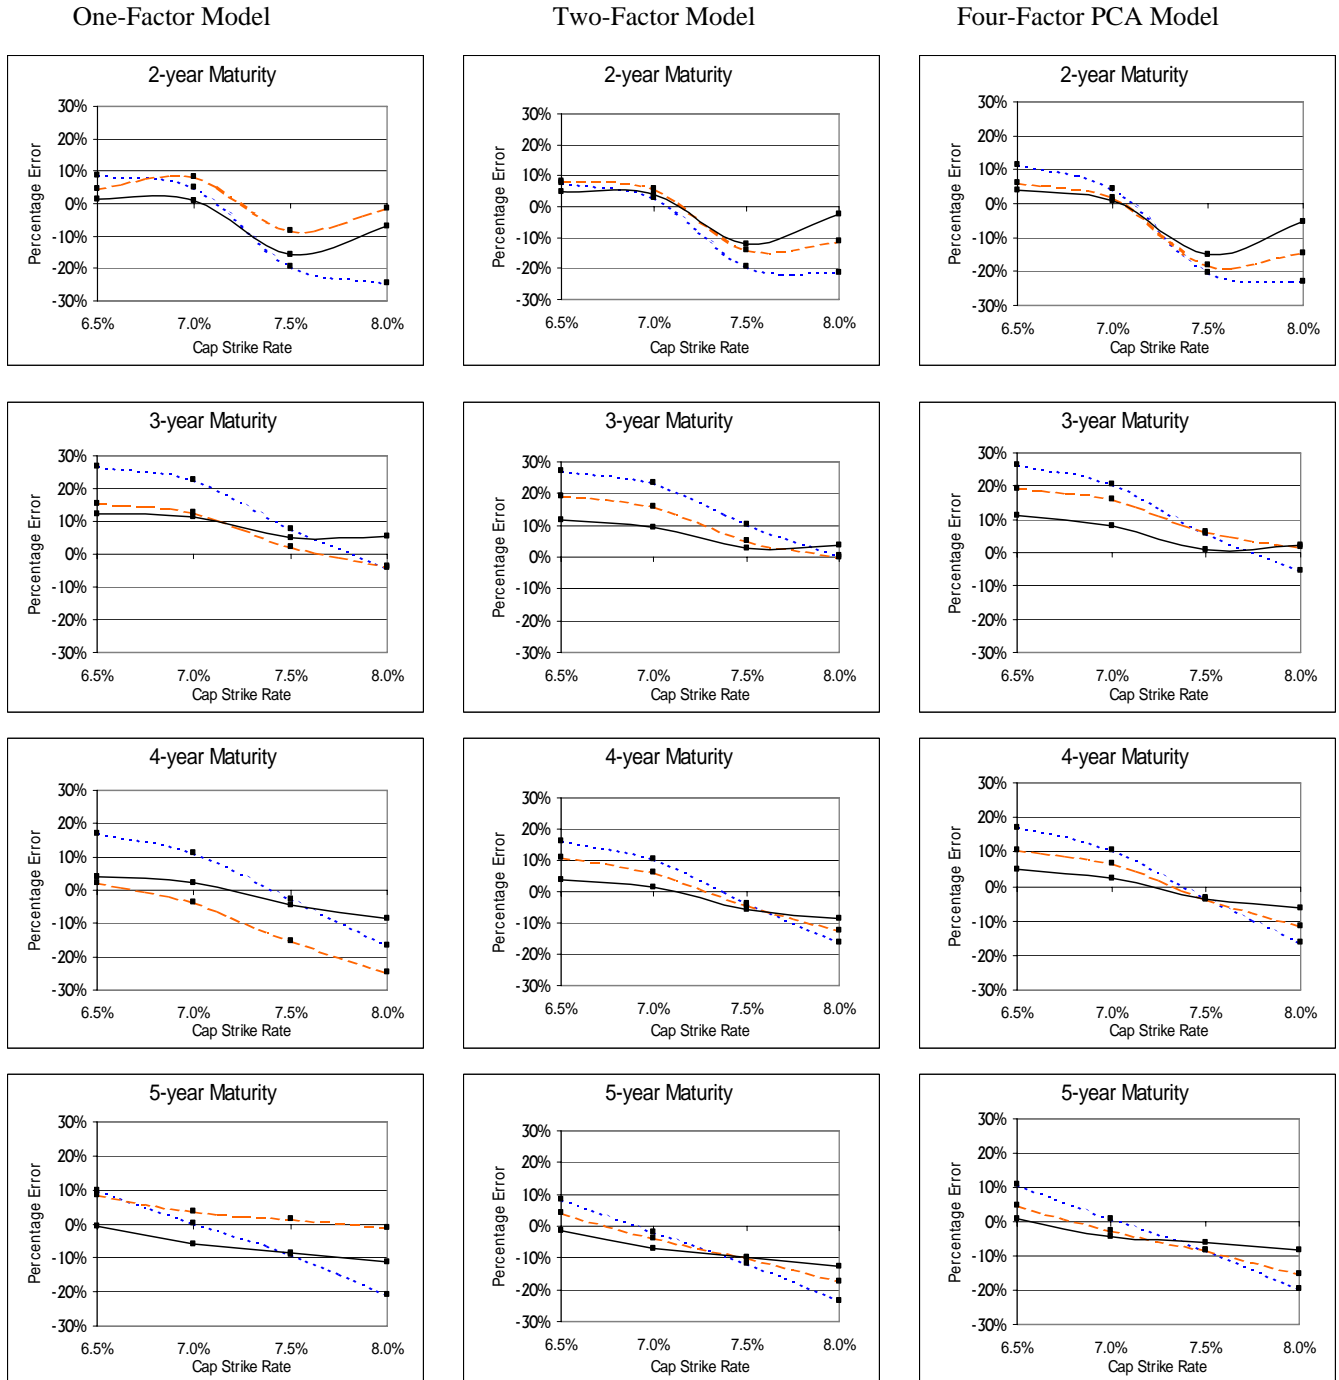 One-Factor Model
Two-Factor Model
Four-Factor PCA Model
2-year Maturity
Percentage Error
30%
20%
10%
0%
-10%
-20%
-30%
6.5% 7.0% 7.5% 8.0%
Cap Strike Rate
2-year Maturity
Percentage Error
30%
20%
10%
0%
-10%
-20%
-30%
6.5% 7.0% 7.5% 8.0%
Cap Strike Rate
2-year Maturity
Percentage Error
30%
20%
10%
0%
-10%
-20%
-30%
6.5% 7.0% 7.5% 8.0%
Cap Strike Rate
3-year Maturity
Percentage Error
30%
20%
10%
0%
-10%
-20%
-30%
6.5% 7.0% 7.5% 8.0%
Cap Strike Rate
3-year Maturity
Percentage Error
30%
20%
10%
0%
-10%
-20%
-30%
6.5% 7.0% 7.5% 8.0%
Cap Strike Rate
3-year Maturity
Percentage Error
30%
20%
10%
0%
-10%
-20%
-30%
6.5% 7.0% 7.5% 8.0%
Cap Strike Rate
4-year Maturity
Percentage Error
30%
20%
10%
0%
-10%
-20%
-30%
6.5% 7.0% 7.5% 8.0%
Cap Strike Rate
4-year Maturity
Percentage Error
30%
20%
10%
0%
-10%
-20%
-30%
6.5% 7.0% 7.5% 8.0%
Cap Strike Rate
4-year Maturity
Percentage Error
30%
20%
10%
0%
-10%
-20%
-30%
6.5% 7.0% 7.5% 8.0%
Cap Strike Rate
5-year Maturity
Percentage Error
30%
20%
10%
0%
-10%
-20%
-30%
6.5% 7.0% 7.5% 8.0%
Cap Strike Rate
5-year Maturity
Percentage Error
30%
20%
10%
0%
-10%
-20%
-30%
6.5% 7.0% 7.5% 8.0%
Cap Strike Rate
5-year Maturity
Percentage Error
30%
20%
10%
0%
-10%
-20%
-30%
6.5% 7.0% 7.5% 8.0%
Cap Strike Rate